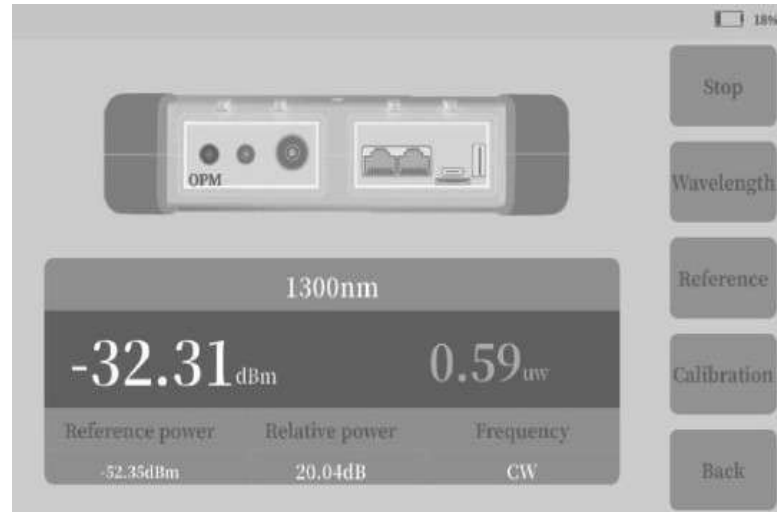 18%
Stop
OPM
Wavelength
1300nm
Reference
-32.31dBm 0.59uw
Calibration
Reference power Relative power Frequency
-52.35dBm 20.04dB CW
Back